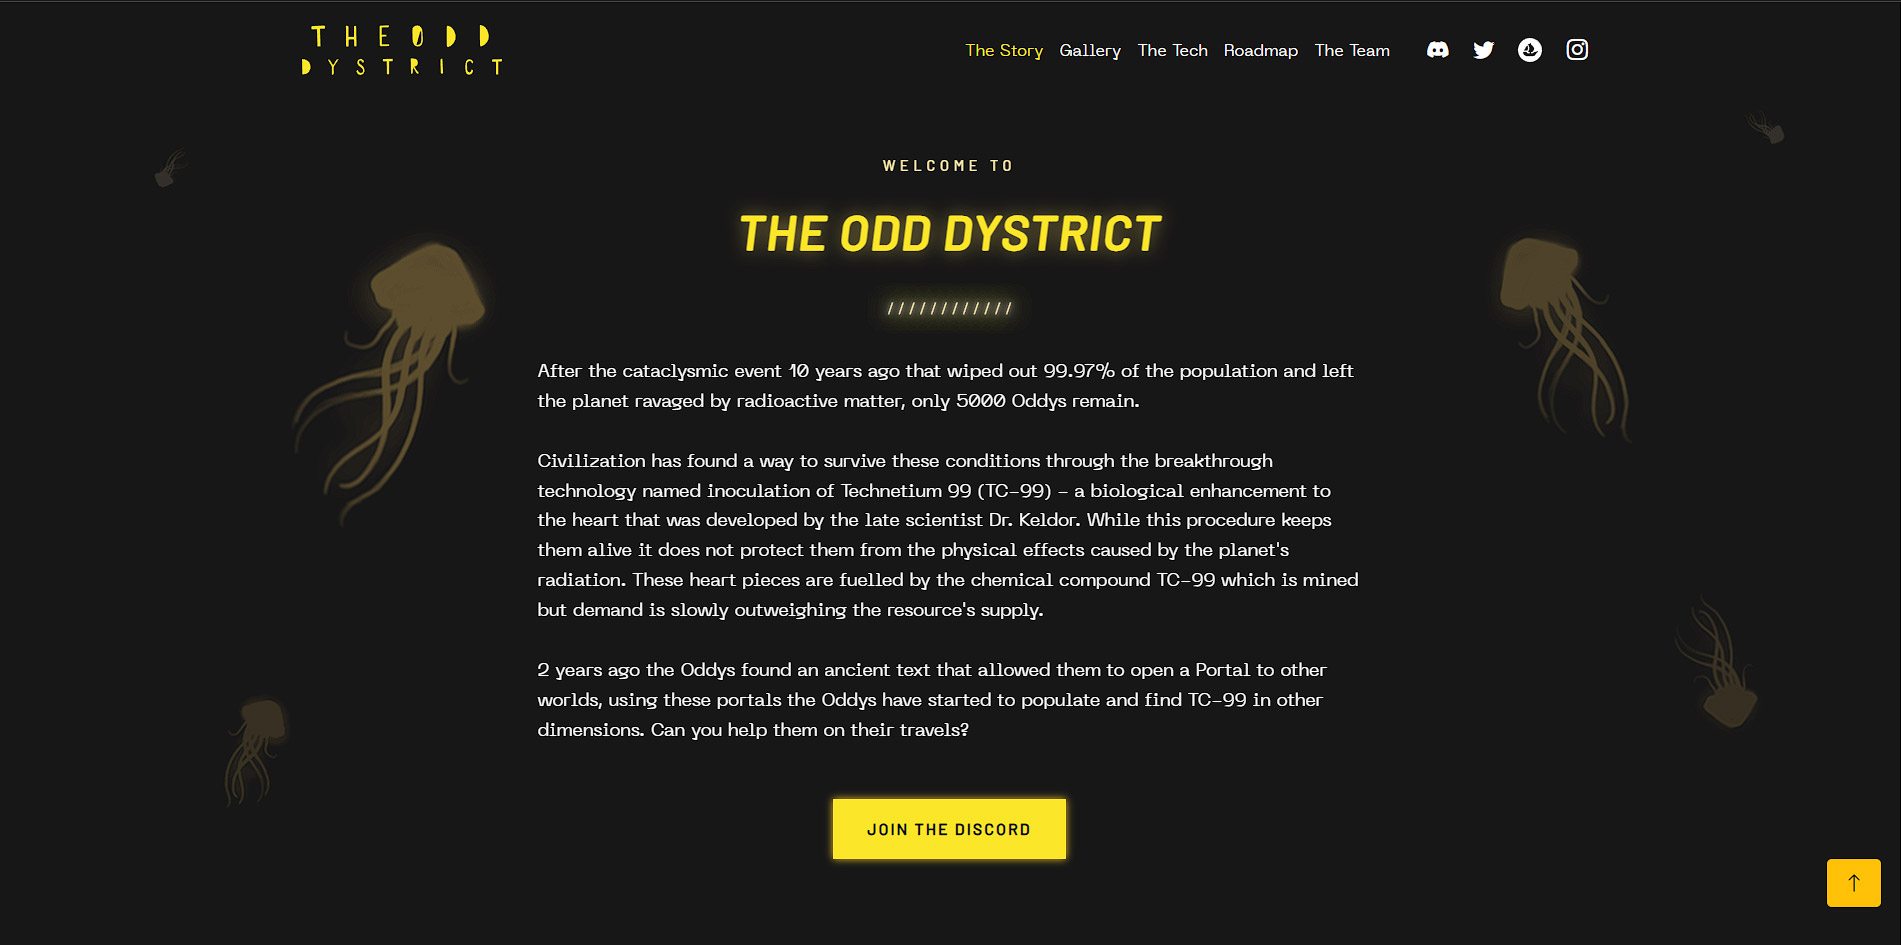 THE ODD
DYSTRICT
The Story Gallery The Tech Roadmap The Team
WELCOME TO
THE ODD DYSTRICT
////////////
After the cataclysmic event 10 years ago that wiped out 99.97% of the population and left
the planet ravaged by radioactive matter, only 5000 Oddys remain.
Civilization has found a way to survive these conditions through the breakthrough
technology named inoculation of Technetium 99 (TC-99) - a biological enhancement to
the heart that was developed by the late scientist Dr. Keldor. While this procedure keeps
them alive it does not protect them from the physical effects caused by the planet's
radiation. These heart pieces are fuelled by the chemical compound TC-99 which is mined
but demand is slowly outweighing the resource's supply.
2 years ago the Oddys found an ancient text that allowed them to open a Portal to other
worlds, using these portals the Oddys have started to populate and find TC-99 in other
dimensions. Can you help them on their travels?
JOIN THE DISCORD